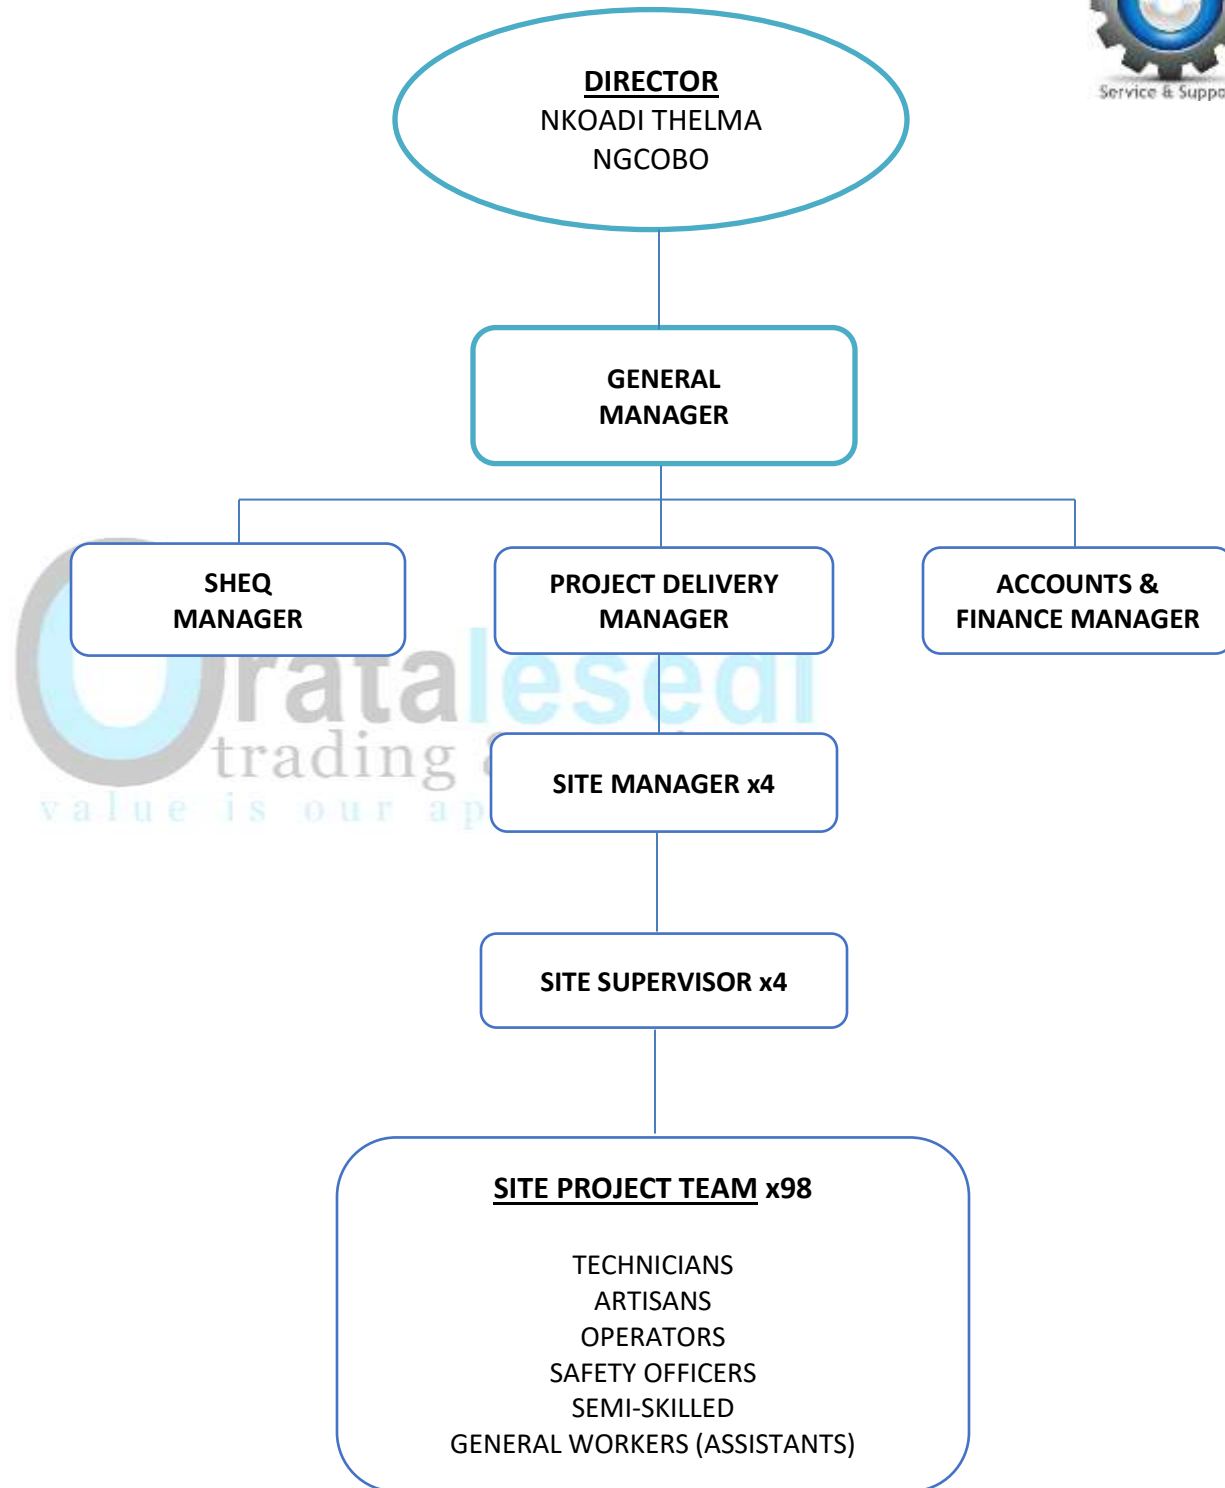 Service & Suppo
DIRECTOR
NKOADI THELMA
NGCOBO
GENERAL
MANAGER
SHEQ
MANAGER
PROJECT DELIVERY
MANAGER
ACCOUNTS &
FINANCE MANAGER
ratalesedi
trading
value is our ap
SITE MANAGER x4
SITE SUPERVISOR x4
SITE PROJECT TEAM x98
TECHNICIANS
ARTISANS
OPERATORS
SAFETY OFFICERS
SEMI-SKILLED
GENERAL WORKERS (ASSISTANTS)